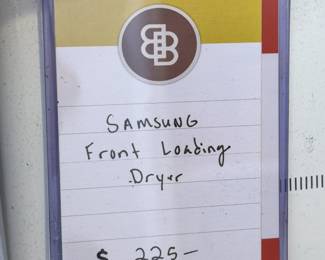 SAMSUNG
Front Loading
Dryer
$ 225—